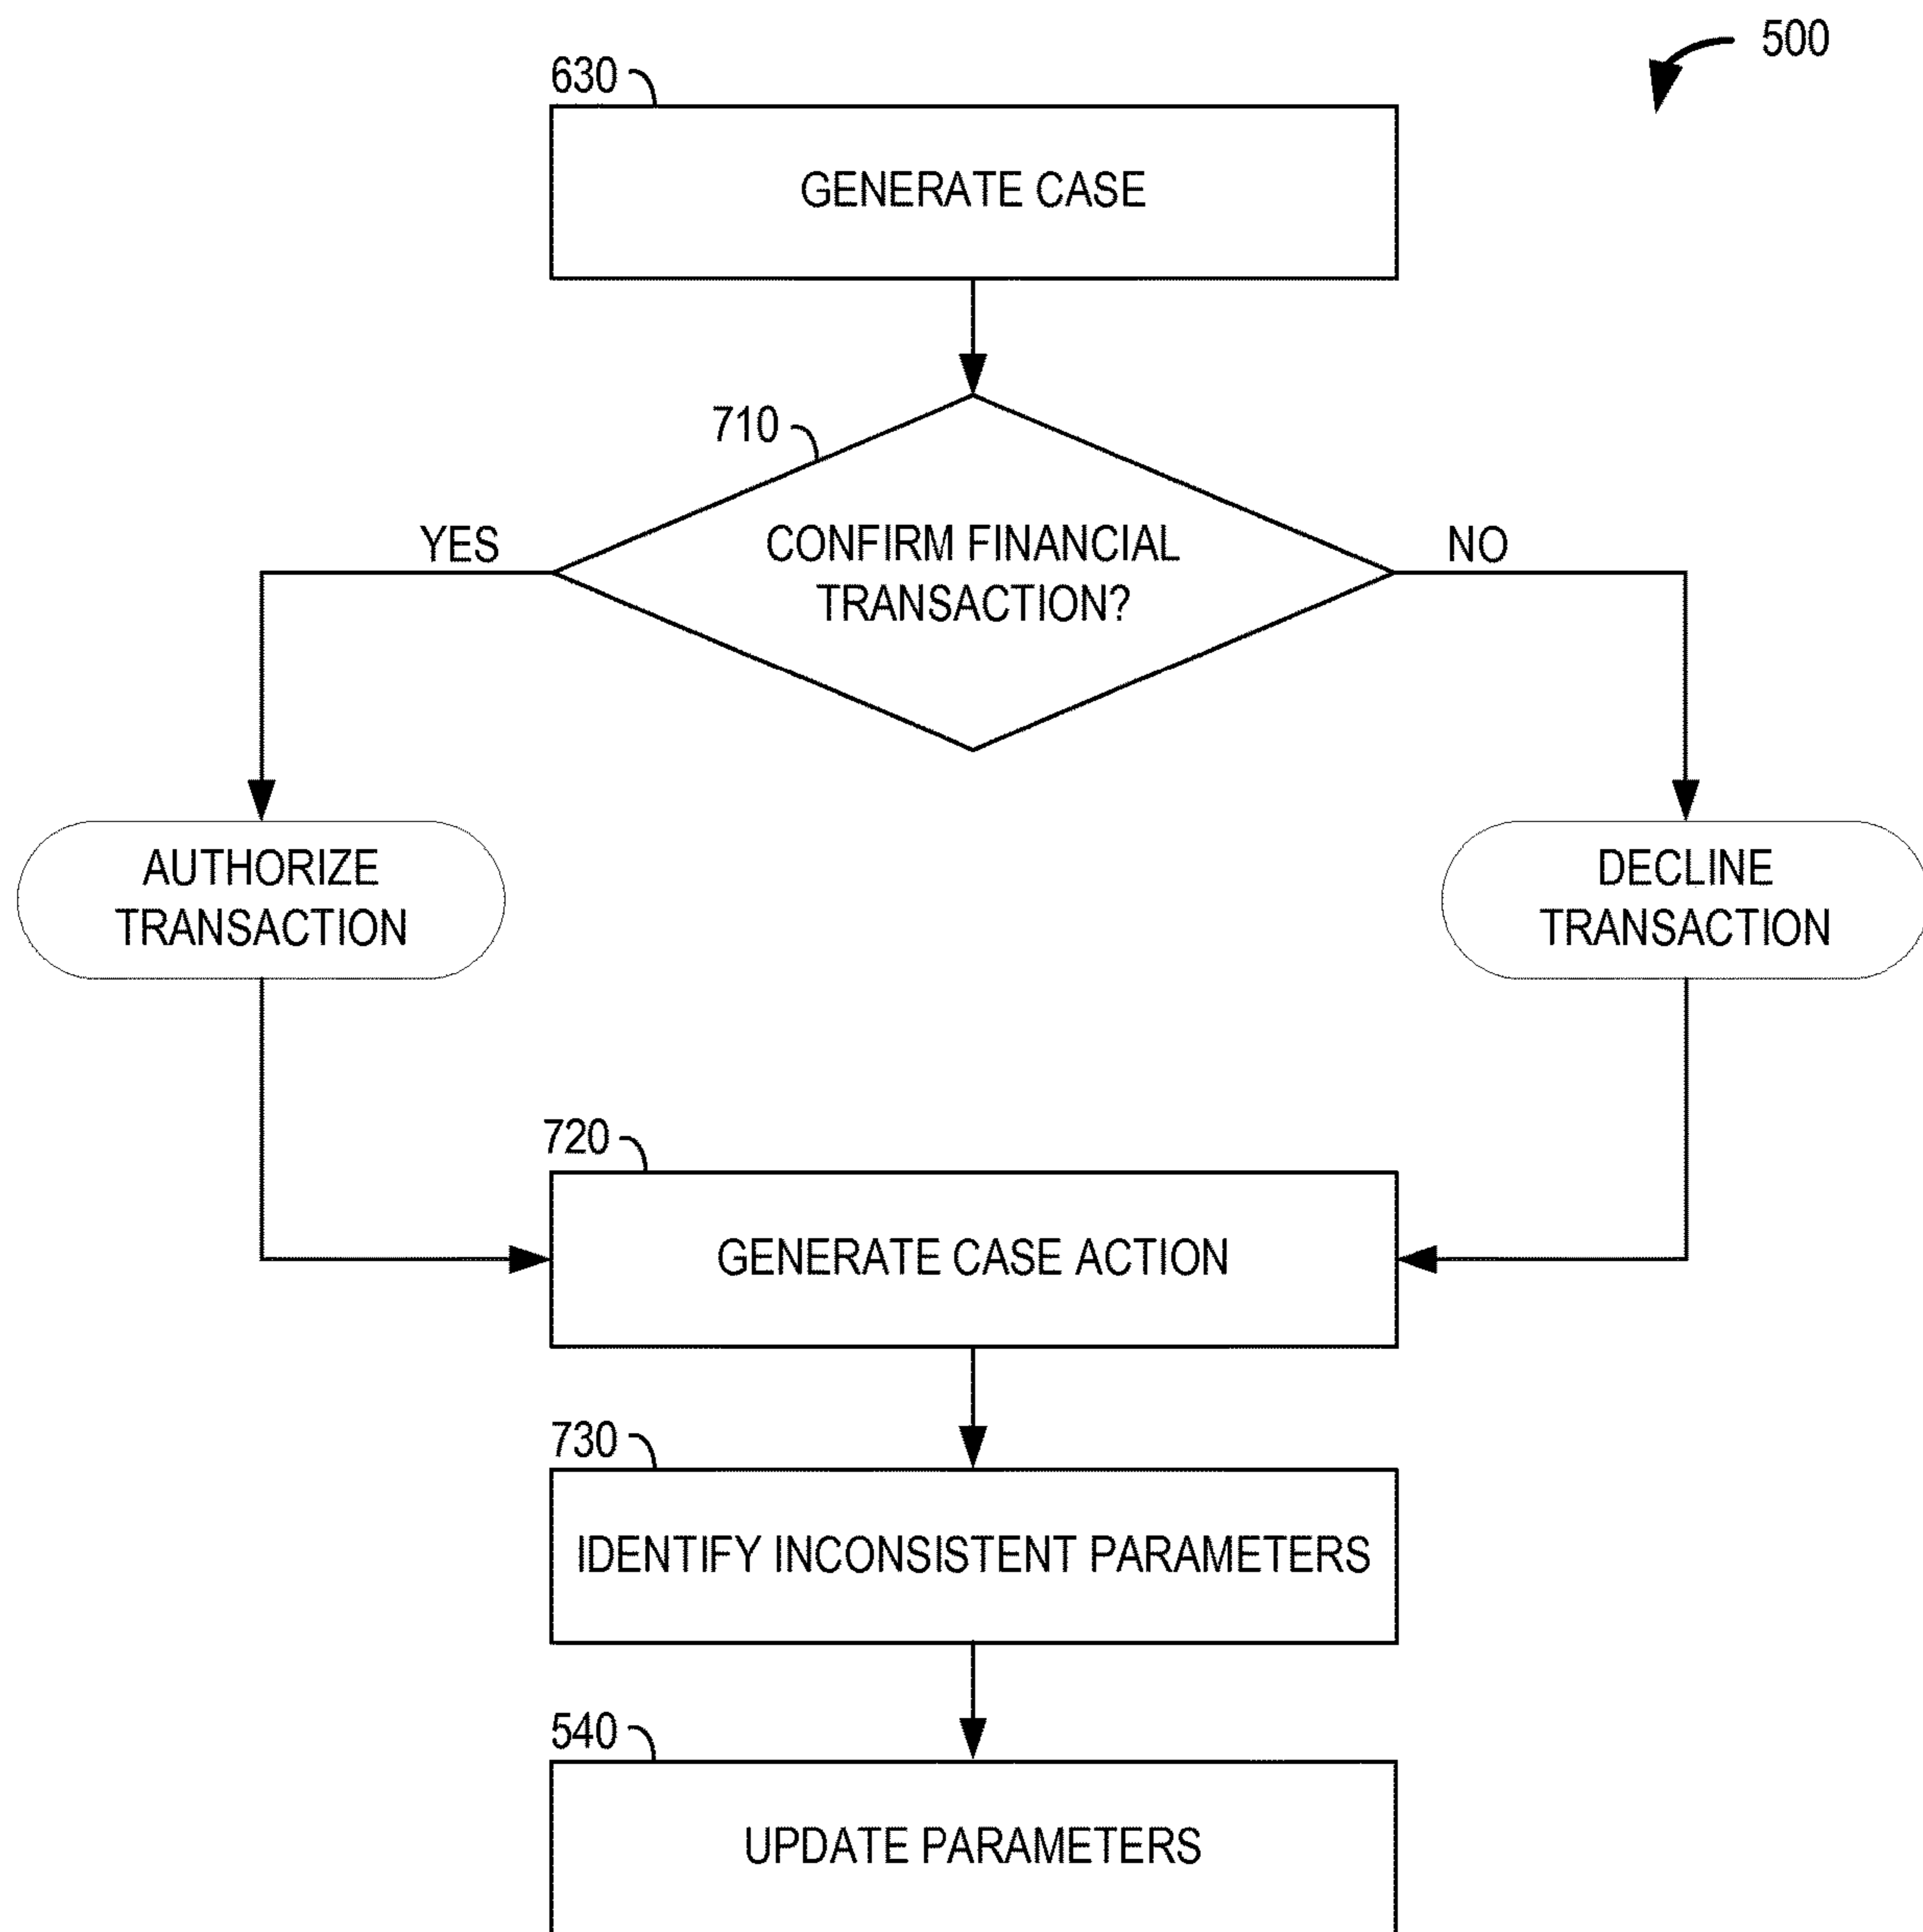 500
630
GENERATE CASE
710
YES
CONFIRM FINANCIAL
TRANSACTION?
NO
AUTHORIZE
TRANSACTION
DECLINE
TRANSACTION
720
GENERATE CASE ACTION
730
IDENTIFY INCONSISTENT PARAMETERS
540
UPDATE PARAMETERS